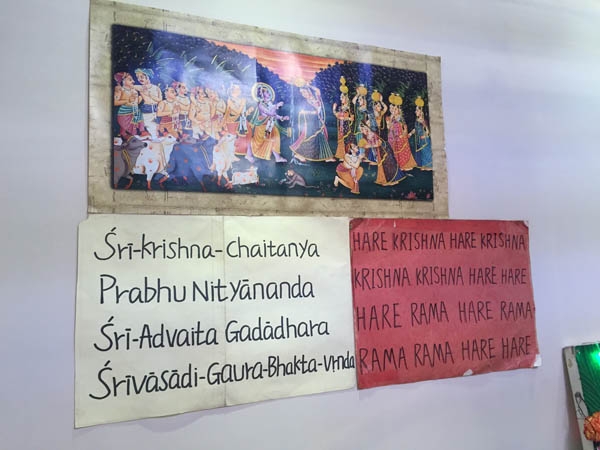 Śrī-krishna-Chaitanya
Prabhu Nityānanda
Śrī-Advaita Gadādhara
Śrīvāsādi-Gaura-Bhakta-Vṛnda
HARE KRISHNA HARE KRISHNA
KRISHNA KRISHNA HARE HARE
HARE RAMA HARE RAMA
RAMA RAMA HARE HARE